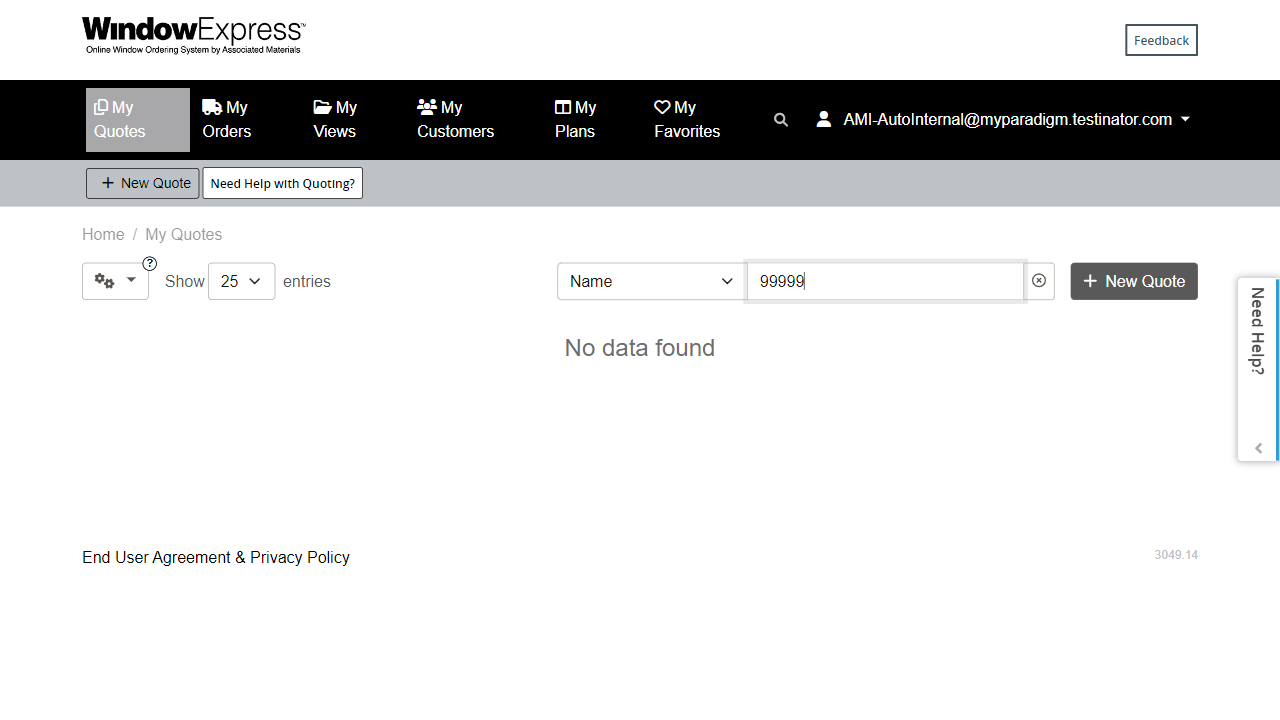 WindowExpress™
Online Window Ordering System by Associated Materials
Feedback
My Quotes
My Orders
My Views
My Customers
My Plans
My Favorites
AMI-AutoInternal@myparadigm.testinator.com
New Quote
Need Help with Quoting?
Home / My Quotes
?
Show 25 entries
Name
99999
New Quote
Need Help?
No data found
End User Agreement & Privacy Policy
3049.14